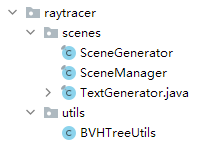 raytracer
scenes
SceneGenerator
SceneManager
TextGenerator.java
utils
BVHTreeUtils